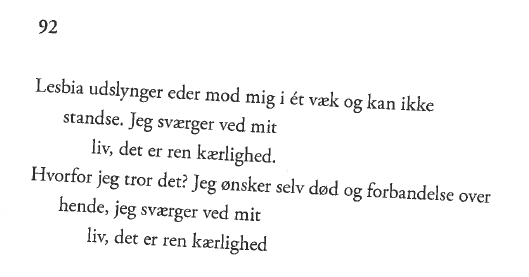 92
Lesbia udslynger eder mod mig i ét væk og kan ikke
standse. Jeg sværger ved mit
liv, det er ren kærlighed.
Hvorfor jeg tror det? Jeg ønsker selv død og forbandelse over
hende, jeg sværger ved mit
liv, det er ren kærlighed